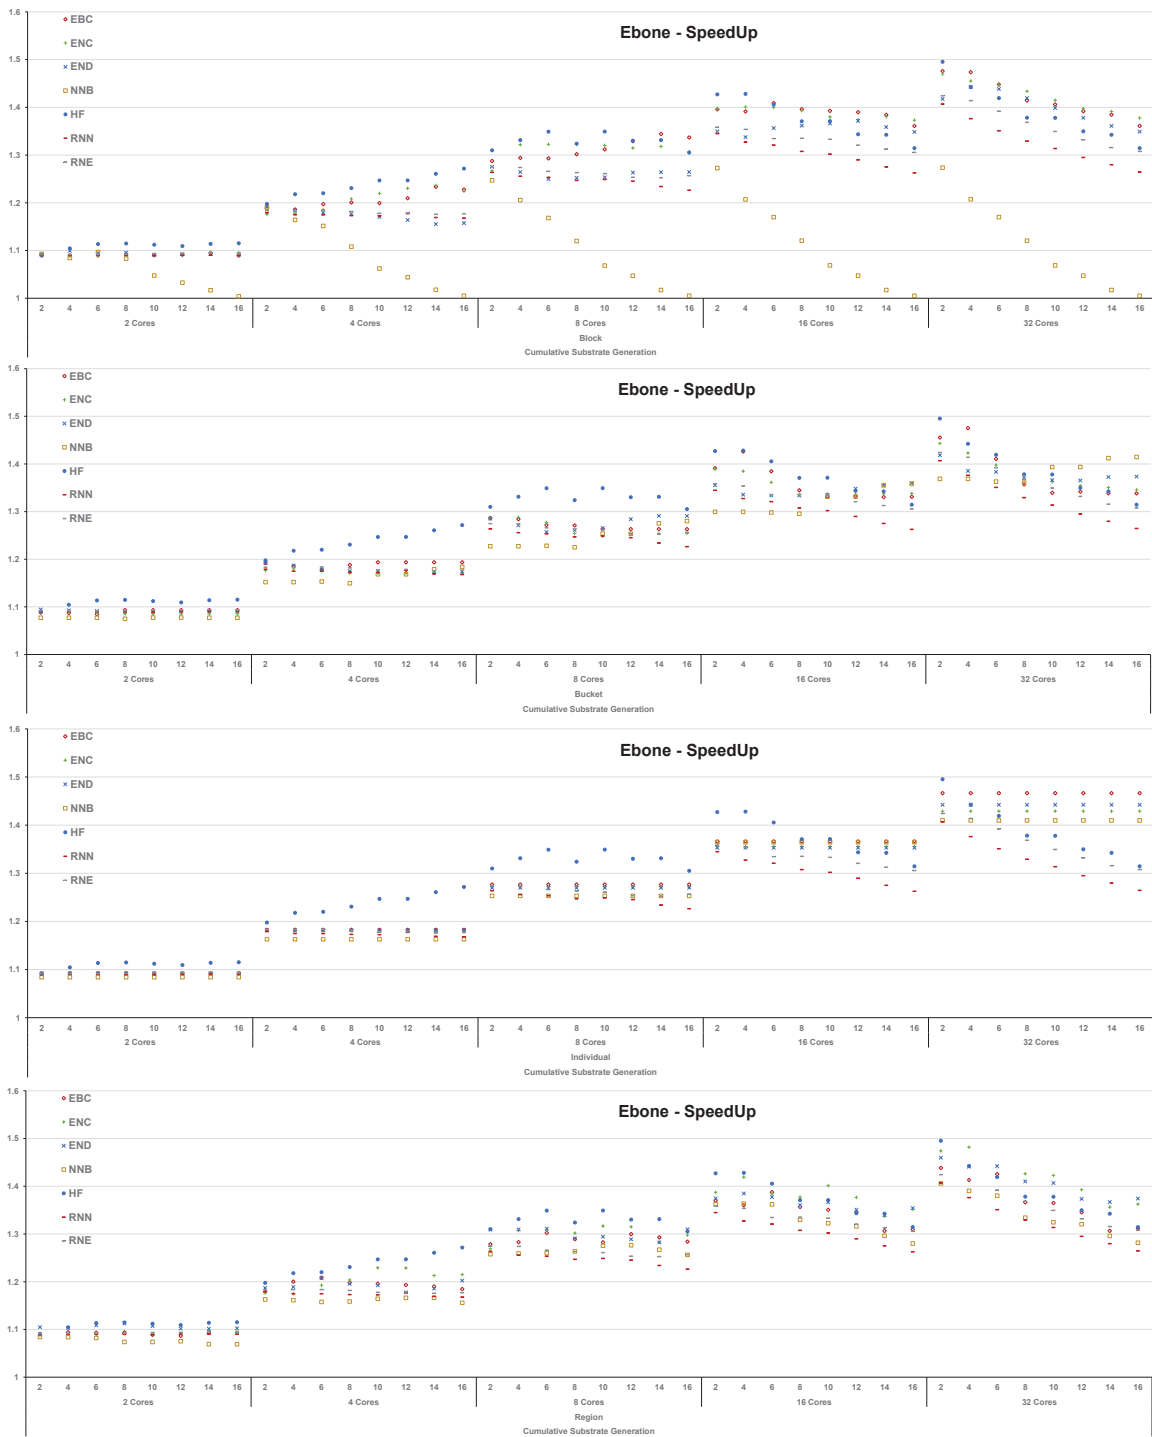 Ebone - SpeedUp
1.6
1.5
1.4
1.3
1.2
1.1
1
EBC
ENC
END
NNB
HF
RNN
RNE
2 4 6 8 10 12 14 16 2 4 6 8 10 12 14 16 2 4 6 8 10 12 14 16 2 4 6 8 10 12 14 16 2 4 6 8 10 12 14 16
2 Cores 4 Cores 8 Cores 16 Cores 32 Cores
Block
Cumulative Substrate Generation
Ebone - SpeedUp
1.6
1.5
1.4
1.3
1.2
1.1
1
EBC
ENC
END
NNB
HF
RNN
RNE
2 4 6 8 10 12 14 16 2 4 6 8 10 12 14 16 2 4 6 8 10 12 14 16 2 4 6 8 10 12 14 16 2 4 6 8 10 12 14 16
2 Cores 4 Cores 8 Cores 16 Cores 32 Cores
Bucket
Cumulative Substrate Generation
Ebone - SpeedUp
1.6
1.5
1.4
1.3
1.2
1.1
1
EBC
ENC
END
NNB
HF
RNN
RNE
2 4 6 8 10 12 14 16 2 4 6 8 10 12 14 16 2 4 6 8 10 12 14 16 2 4 6 8 10 12 14 16 2 4 6 8 10 12 14 16
2 Cores 4 Cores 8 Cores 16 Cores 32 Cores
Individual
Cumulative Substrate Generation
Ebone - SpeedUp
1.6
1.5
1.4
1.3
1.2
1.1
1
EBC
ENC
END
NNB
HF
RNN
RNE
2 4 6 8 10 12 14 16 2 4 6 8 10 12 14 16 2 4 6 8 10 12 14 16 2 4 6 8 10 12 14 16 2 4 6 8 10 12 14 16
2 Cores 4 Cores 8 Cores 16 Cores 32 Cores
Region
Cumulative Substrate Generation